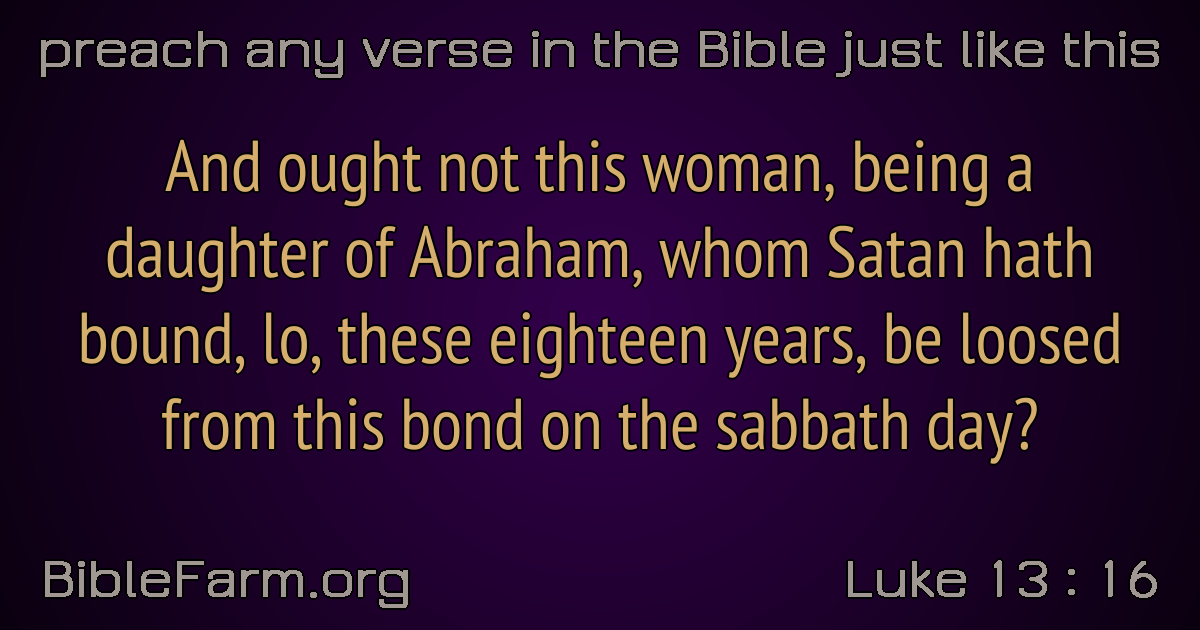 preach any verse in the Bible just like this
And ought not this woman, being a
daughter of Abraham, whom Satan hath
bound, lo, these eighteen years, be loosed
from this bond on the sabbath day?
BibleFarm.org
Luke 13 : 16